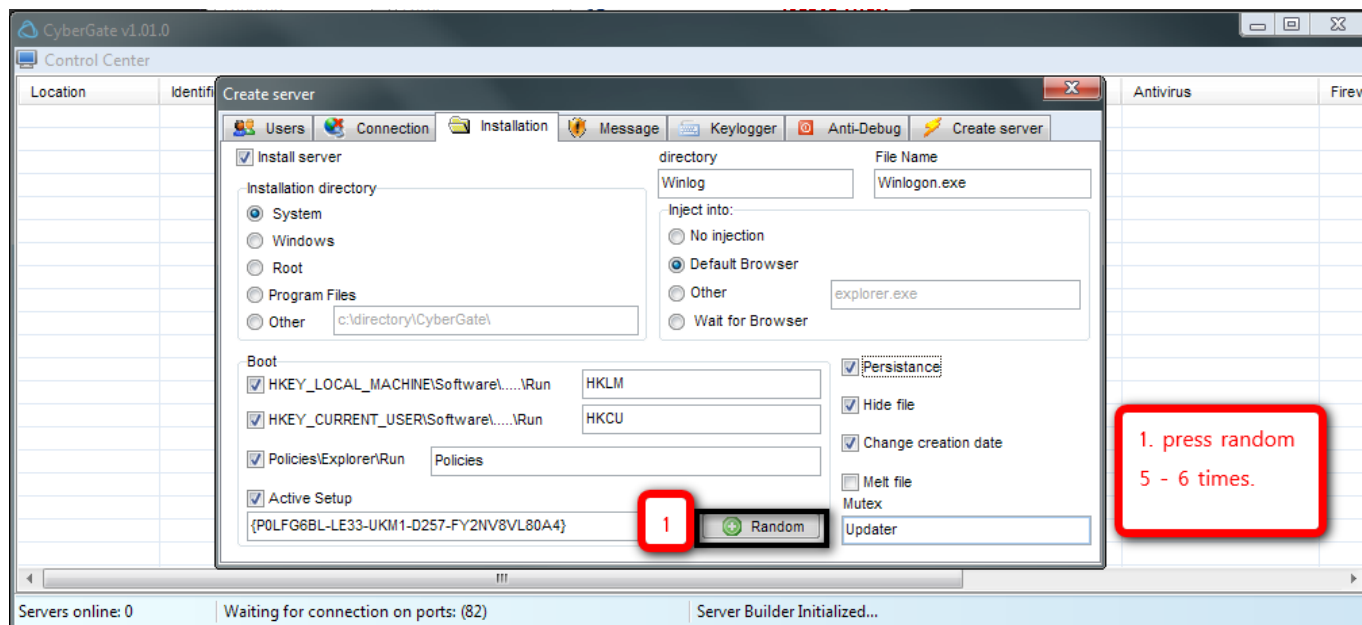 CyberGate v1.01.0
Control Center
Location Identifi Antivirus Firew
Create server
Users Connection Installation Message Keylogger Anti-Debug Create server
Install server directory File Name
Winlog Winlogon.exe
Installation directory Inject into:
System No injection
Windows Default Browser
Root Other explorer.exe
Program Files Wait for Browser
Other c:\directory\CyberGate\
Boot
HKEY_LOCAL_MACHINE\Software\.....\Run HKLM
HKEY_CURRENT_USER\Software\.....\Run HKCU
Policies\Explorer\Run Policies
Active Setup
{P0LFG6BL-LE33-UKM1-D257-FY2NV8VL80A4} 1 Random
Persistance
Hide file
Change creation date
Melt file
Mutex
Updater
1. press random
5 - 6 times.
Servers online: 0 Waiting for connection on ports: (82) Server Builder Initialized...